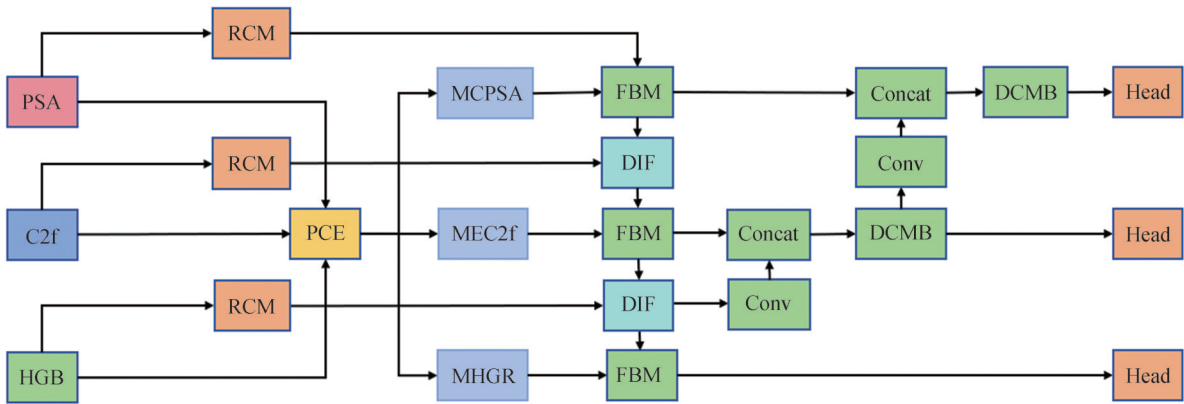 RCM
PSA
MCPSA
FBM
Concat
DCMB
Head
RCM
DIF
Conv
C2f
PCE
MEC2f
FBM
Concat
DCMB
Head
RCM
DIF
Conv
HGB
MHGR
FBM
Head